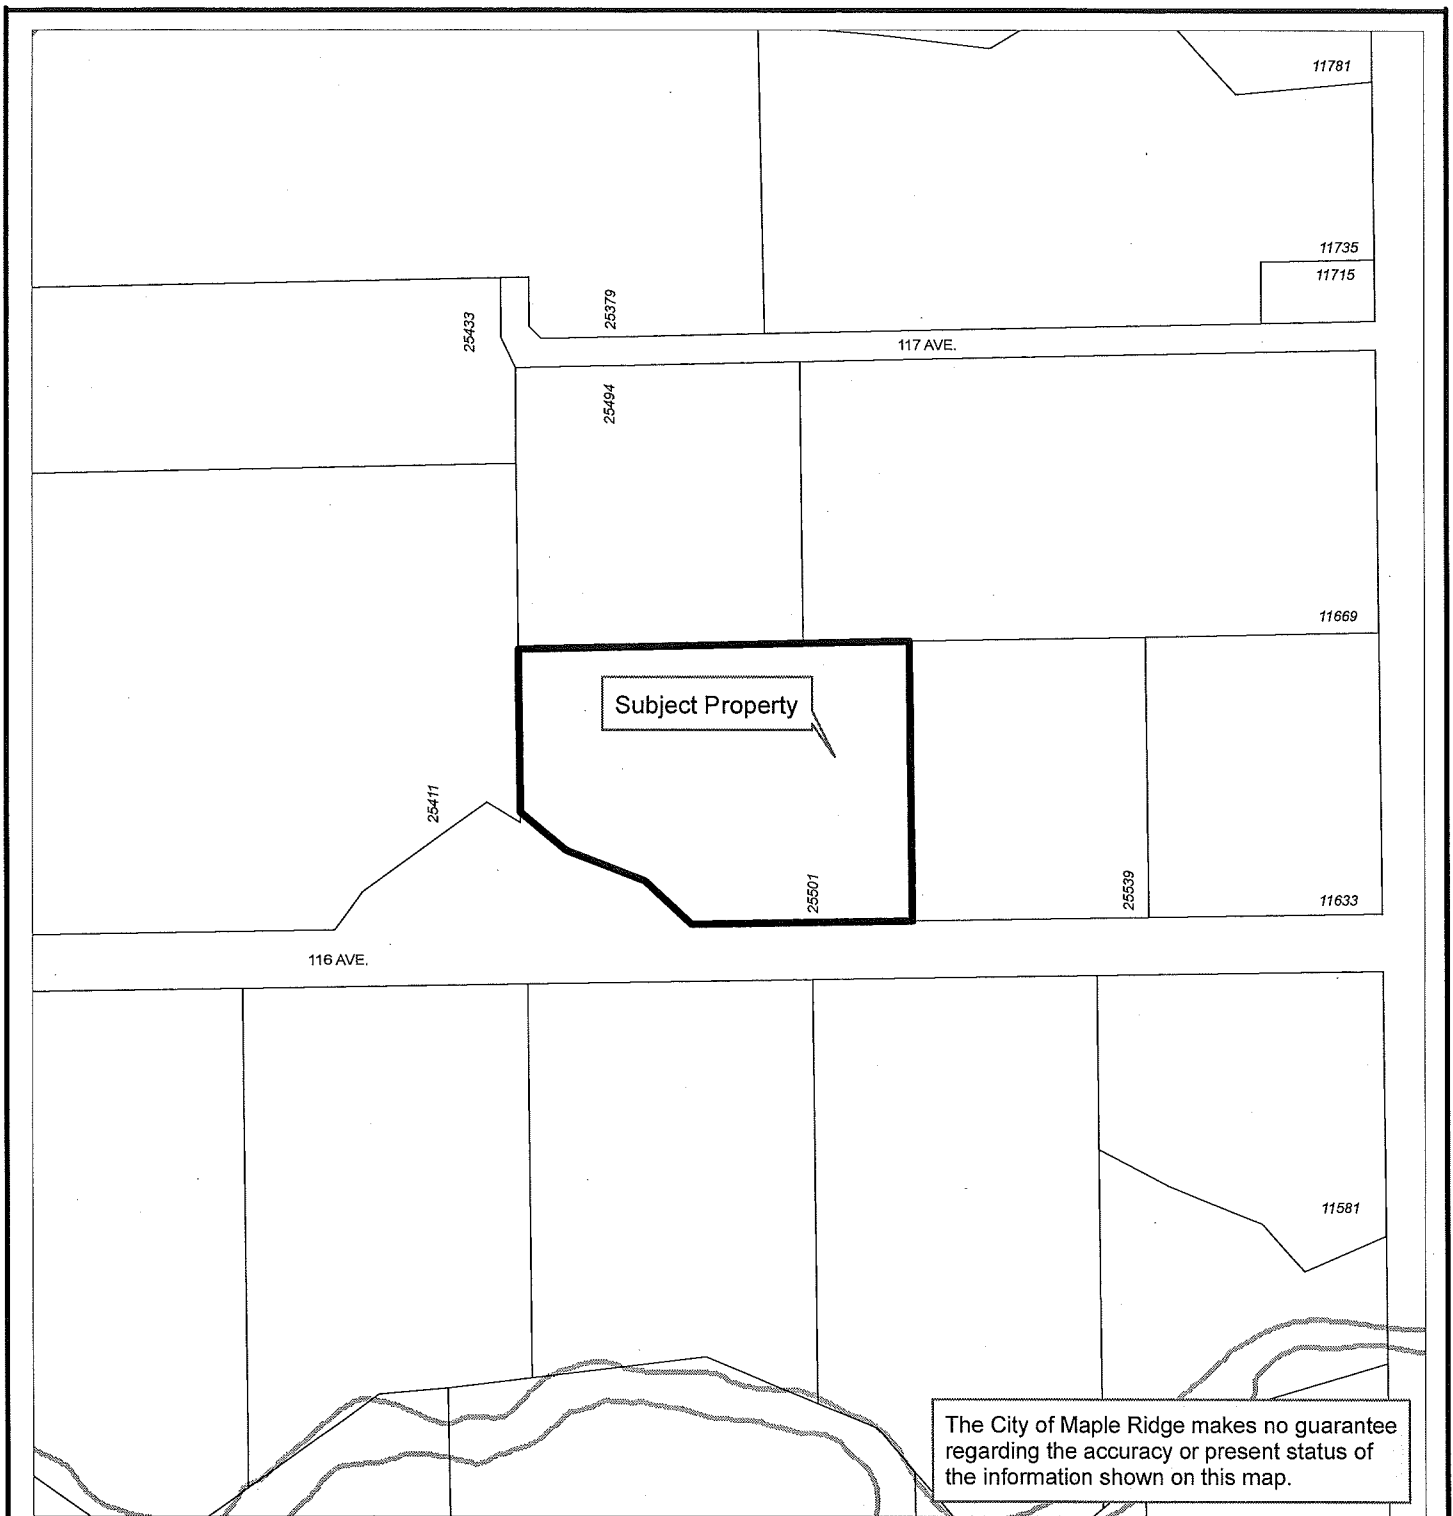 11781
11735
11715
25433
25379
117 AVE.
25494
11669
Subject Property
25411
25501
25539
11633
116 AVE.
11581
The City of Maple Ridge makes no guarantee
regarding the accuracy or present status of
the information shown on this map.